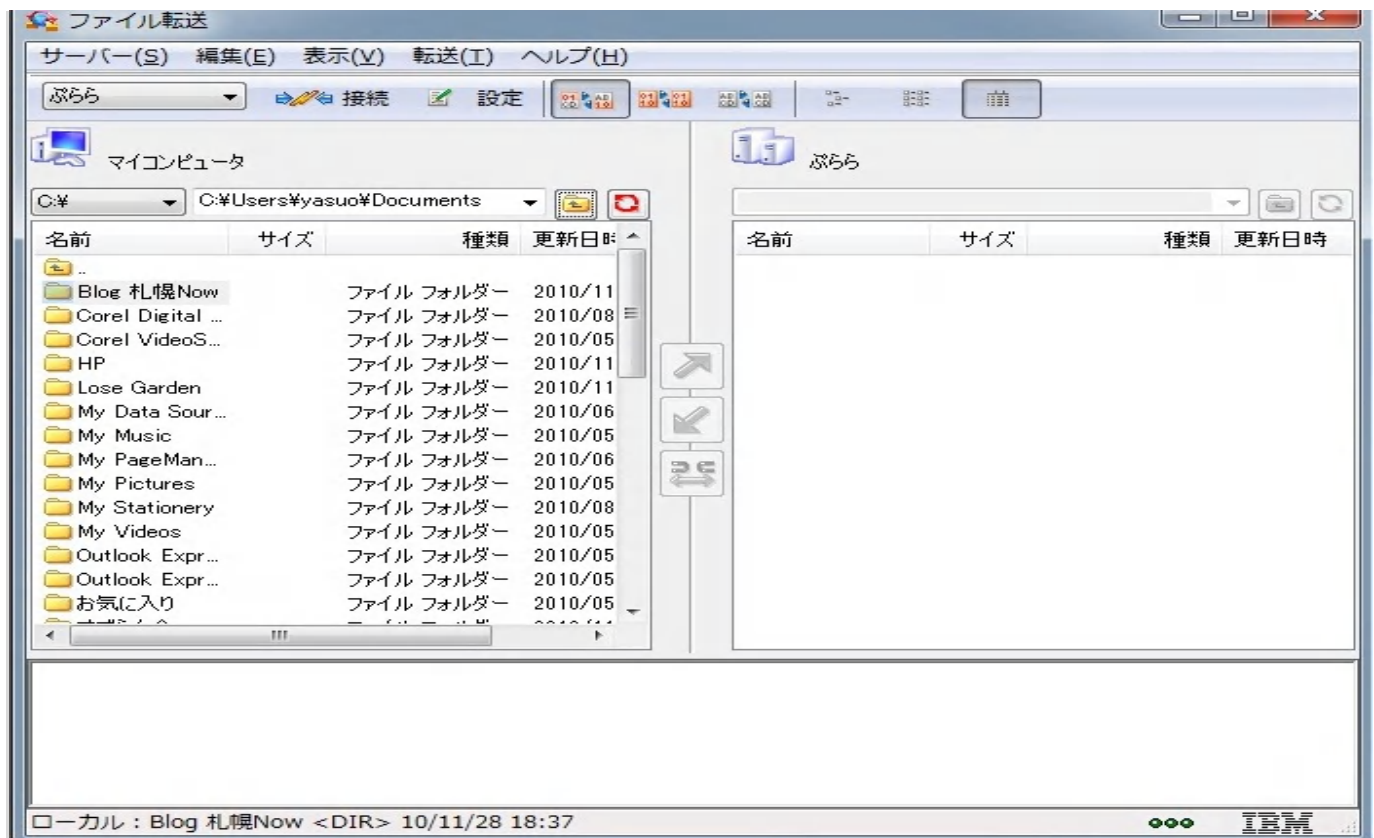 ファイル転送
サーバー(S) 編集(E) 表示(V) 転送(T) ヘルプ(H)
ぷらら 接続 設定
マイコンピュータ
C:¥ C:¥Users¥yasuo¥Documents
名前 サイズ 種類 更新日時
..
Blog 札幌Now ファイル フォルダー 2010/11
Corel Digital ... ファイル フォルダー 2010/08
Corel VideoS... ファイル フォルダー 2010/05
HP ファイル フォルダー 2010/11
Lose Garden ファイル フォルダー 2010/11
My Data Sour... ファイル フォルダー 2010/06
My Music ファイル フォルダー 2010/05
My PageMan... ファイル フォルダー 2010/06
My Pictures ファイル フォルダー 2010/05
My Stationery ファイル フォルダー 2010/08
My Videos ファイル フォルダー 2010/05
Outlook Expr... ファイル フォルダー 2010/05
Outlook Expr... ファイル フォルダー 2010/05
お気に入り ファイル フォルダー 2010/05
ぷらら
名前 サイズ 種類 更新日時
ローカル : Blog 札幌Now <DIR> 10/11/28 18:37
IBM